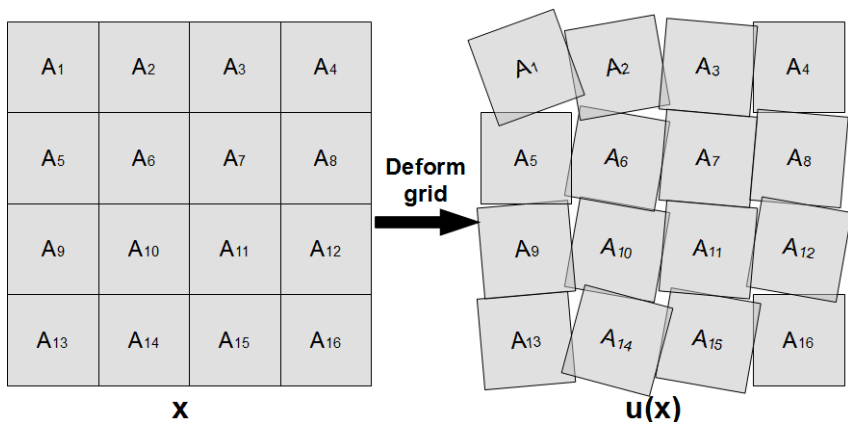 A1 A2 A3 A4
A5 A6 A7 A8
A9 A10 A11 A12
A13 A14 A15 A16
x
Deform
grid
A1 A2 A3 A4
A5 A6 A7 A8
A9 A10 A11 A12
A13 A14 A15 A16
u(x)